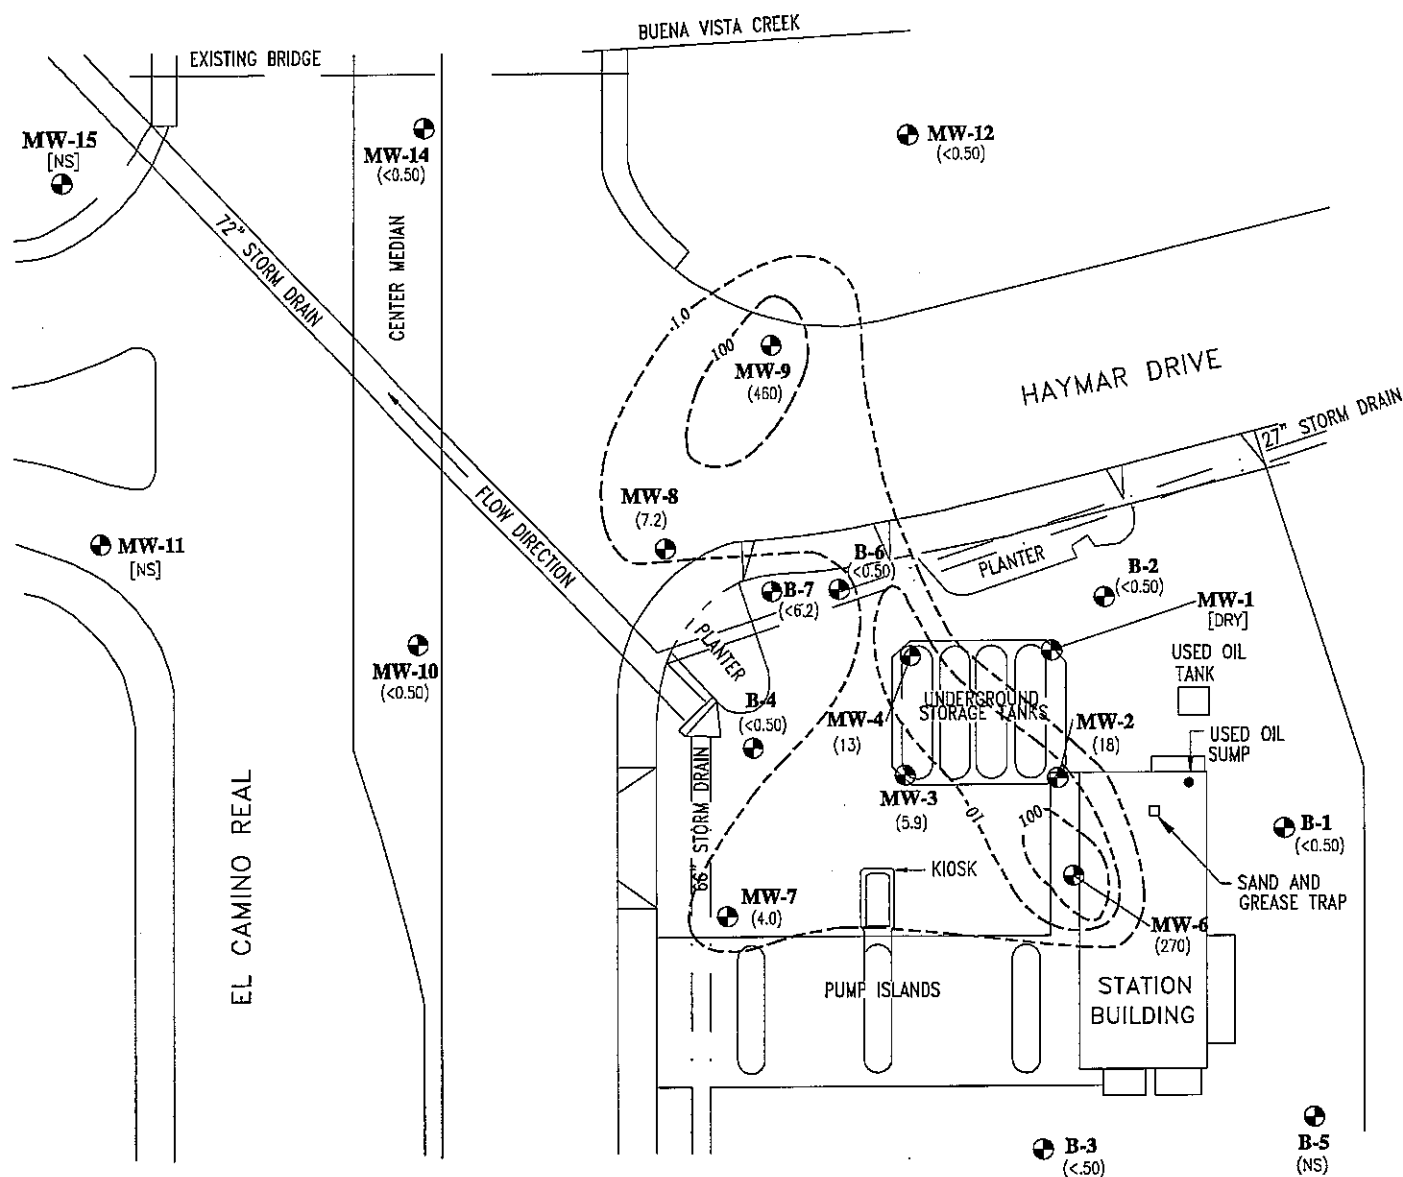 BUENA VISTA CREEK
EXISTING BRIDGE
MW-15
[NS]
MW-14
(<0.50)
MW-12
(<0.50)
72" STORM DRAIN
CENTER MEDIAN
1.0
100
MW-9
(460)
HAYMAR DRIVE
27" STORM DRAIN
MW-8
(7.2)
FLOW DIRECTION
MW-11
[NS]
B-6
(<0.50)
PLANTER
B-2
(<0.50)
B-7
(<6.2)
MW-1
[DRY]
PLANTER
MW-10
(<0.50)
USED OIL
TANK
B-4
(<0.50)
UNDERGROUND
STORAGE TANKS
MW-4
(13)
MW-2
(18)
USED OIL
SUMP
MW-3
(5.9)
10
100
66" STORM DRAIN
B-1
(<0.50)
EL CAMINO REAL
KIOSK
SAND AND
GREASE TRAP
MW-7
(4.0)
MW-6
(270)
PUMP ISLANDS
STATION
BUILDING
B-3
(<.50)
B-5
(NS)